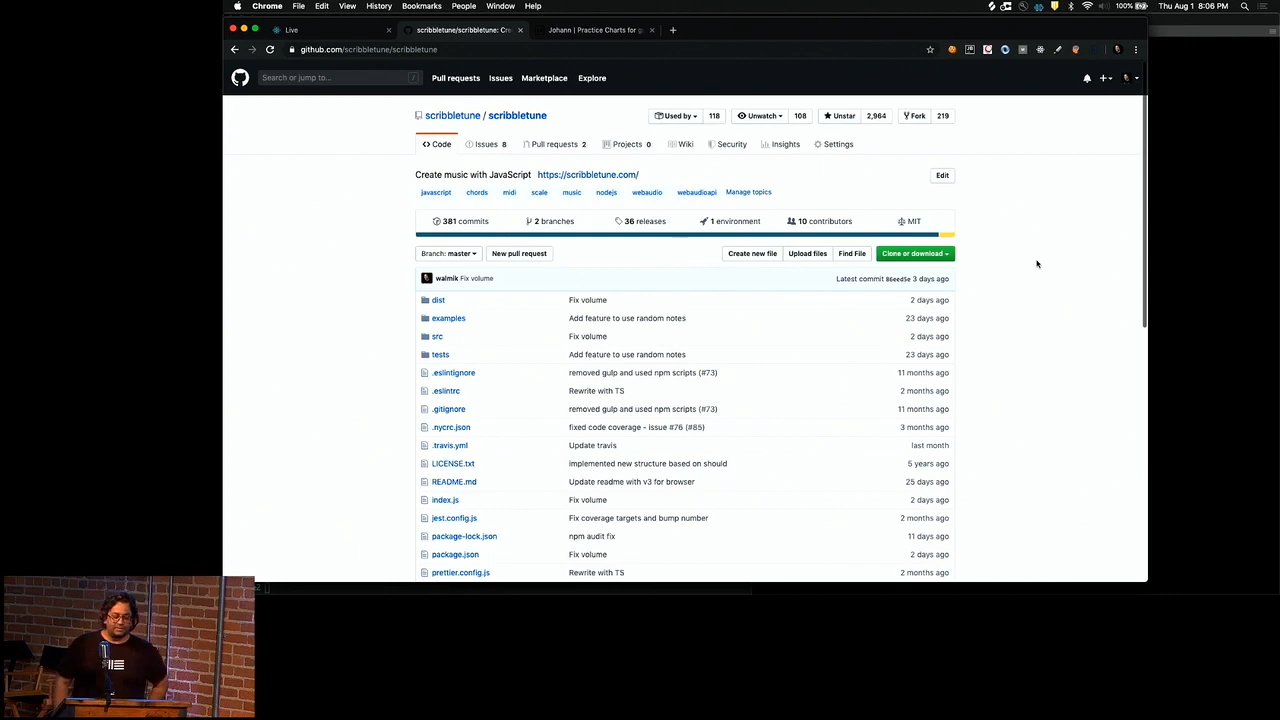 Chrome File Edit View History Bookmarks People Window Help 100% Thu Aug 1 8:06 PM
Live scribbletune/scribbletune: Cre Johann | Practice Charts for g
github.com/scribbletune/scribbletune
Search or jump to... / Pull requests Issues Marketplace Explore
scribbletune / scribbletune Used by 118 Unwatch 108 Unstar 2,964 Fork 219
Code Issues 8 Pull requests 2 Projects 0 Wiki Security Insights Settings
Create music with JavaScript https://scribbletune.com/ Edit
javascript chords midi scale music nodejs webaudio webaudioapi Manage topics
381 commits 2 branches 36 releases 1 environment 10 contributors MIT
Branch: master New pull request Create new file Upload files Find File Clone or download
walmik Fix volume Latest commit 86eed5e 3 days ago
dist Fix volume 2 days ago
examples Add feature to use random notes 23 days ago
src Fix volume 2 days ago
tests Add feature to use random notes 23 days ago
.eslintignore removed gulp and used npm scripts (#73) 11 months ago
.eslintrc Rewrite with TS 2 months ago
.gitignore removed gulp and used npm scripts (#73) 11 months ago
.nycrc.json fixed code coverage - issue #76 (#85) 3 months ago
.travis.yml Update travis last month
LICENSE.txt implemented new structure based on should 5 years ago
README.md Update readme with v3 for browser 25 days ago
index.js Fix volume 2 days ago
jest.config.js Fix coverage targets and bump number 2 months ago
package-lock.json npm audit fix 11 days ago
package.json Fix volume 2 days ago
prettier.config.js Rewrite with TS 2 months ago